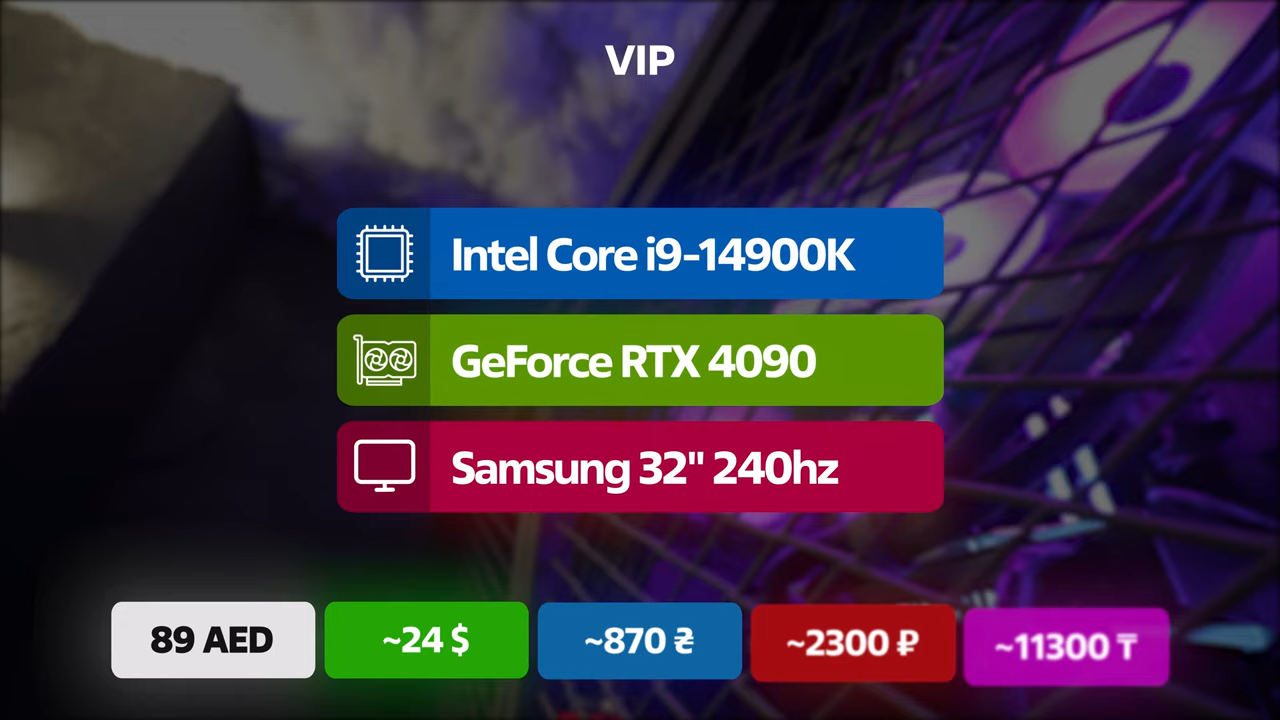 VIP
Intel Core i9-14900K
GeForce RTX 4090
Samsung 32" 240hz
89 AED
~24 $
~870 ₴
~2300 ₽
~11300 ₸